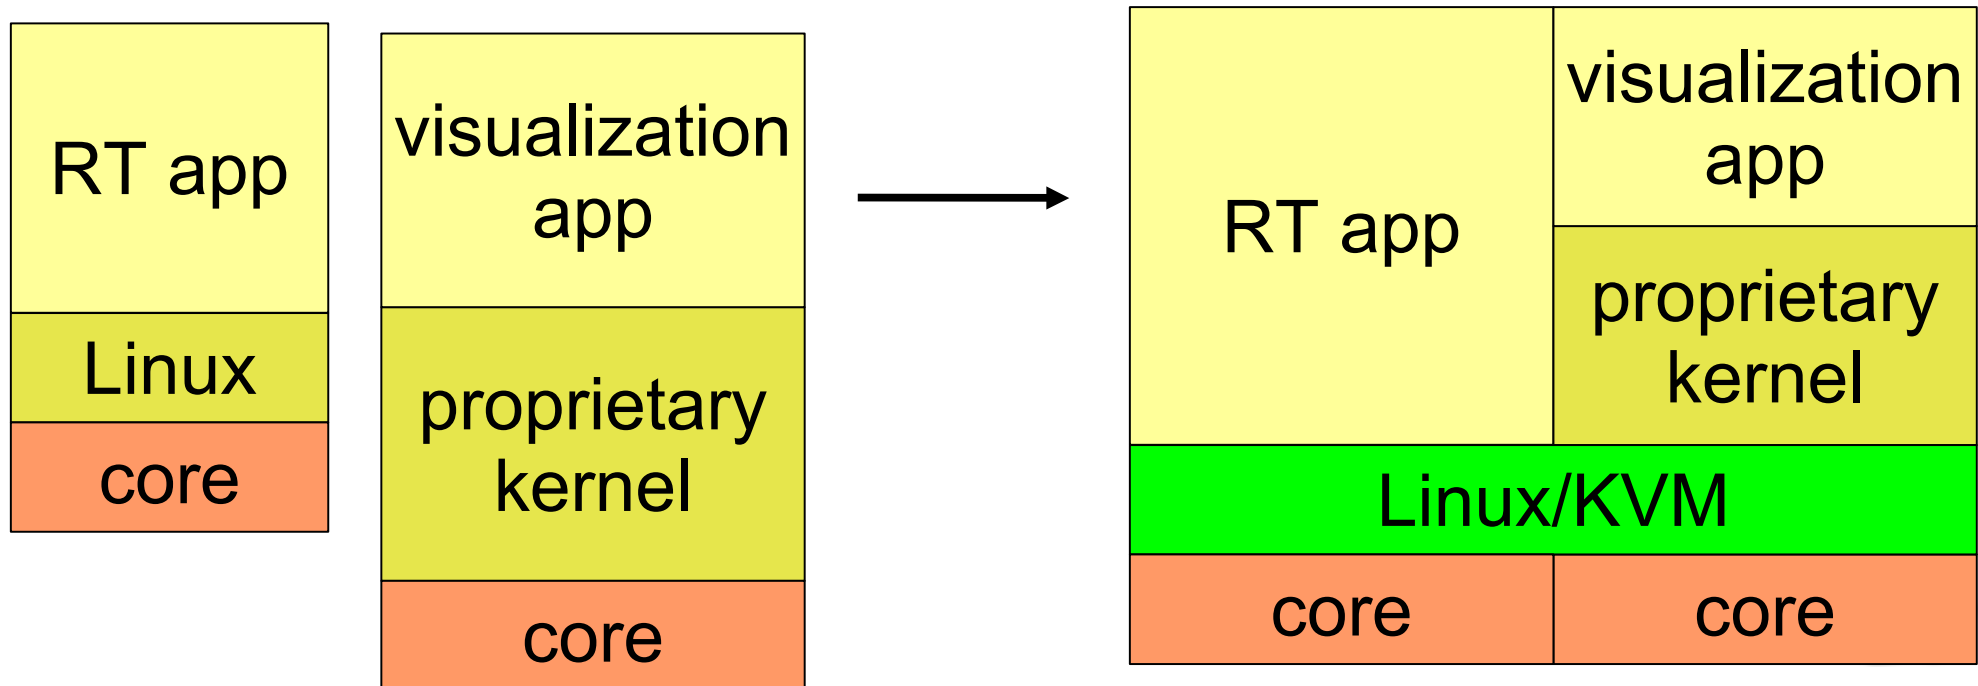 RT app
Linux
core
visualization
app
proprietary
kernel
core
RT app
visualization
app
proprietary
kernel
Linux/KVM
core
core